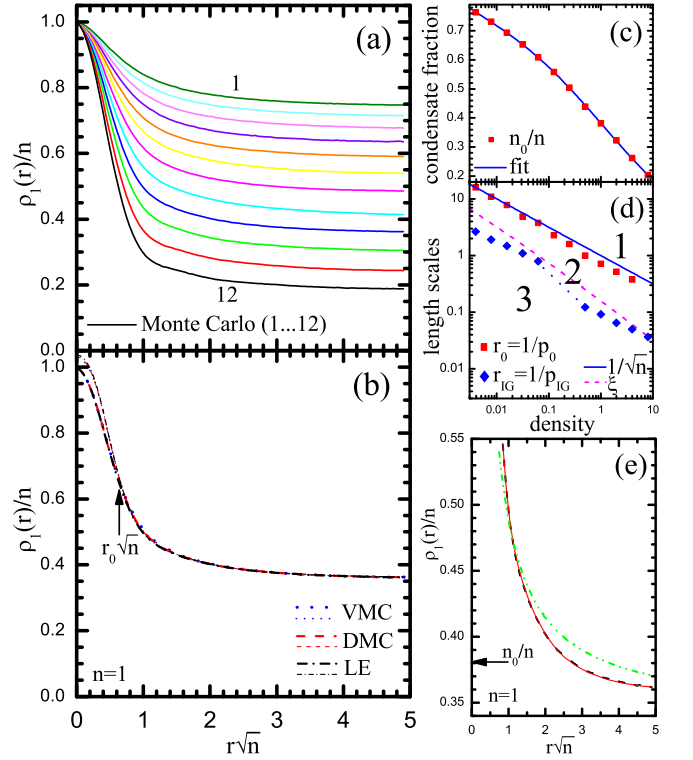 1.0
0.8
0.6
0.4
0.2
0.0
ρ₁(r)/n
(a)
1
12
Monte Carlo (1...12)
1.0
0.8
0.6
0.4
0.2
0.0
ρ₁(r)/n
(b)
r₀√n
VMC
DMC
LE
n=1
0 1 2 3 4 5
r√n
0.7
0.6
0.5
0.4
0.3
0.2
condensate fraction
(c)
n₀/n
fit
10
1
0.1
0.01
length scales
(d)
1
2
3
r₀=1/p₀
1/√n
r_IG=1/p_IG
ξ
0.01 0.1 1 10
density
0.55
0.50
0.45
0.40
0.35
ρ₁(r)/n
(e)
n₀/n
n=1
0 1 2 3 4 5
r√n